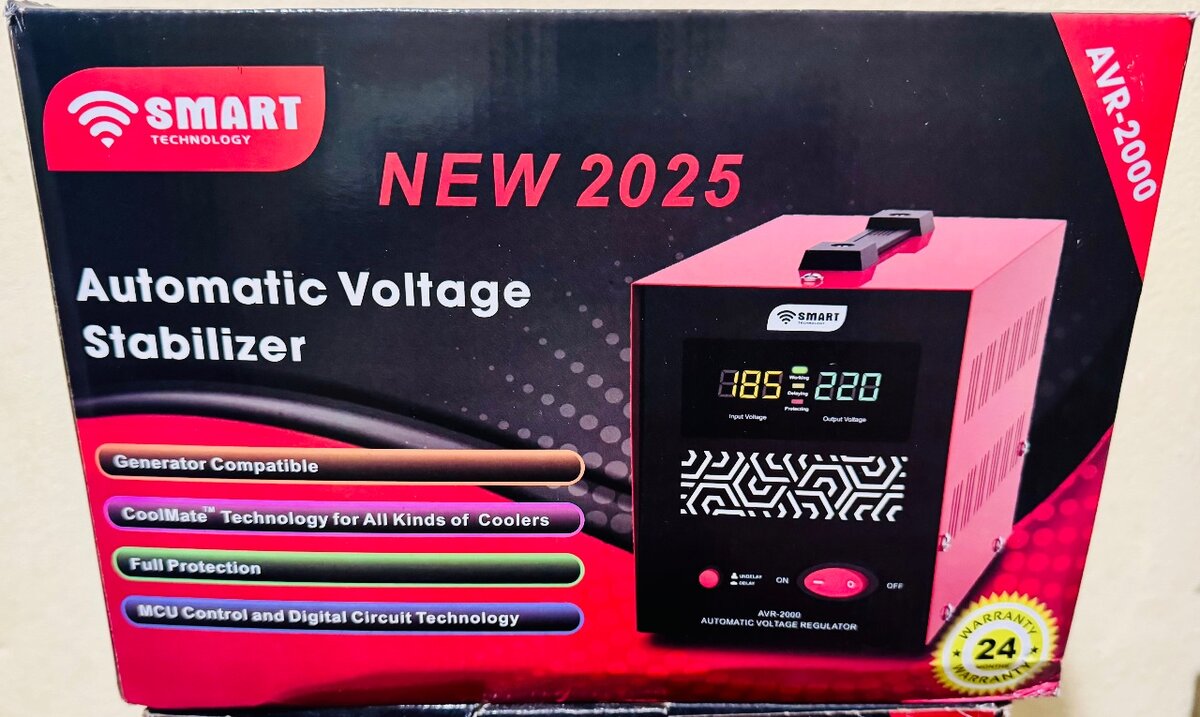 SMART
TECHNOLOGY
AVR-2000
NEW 2025
Automatic Voltage
Stabilizer
Generator Compatible
CoolMate™ Technology for All Kinds of Coolers
Full Protection
MCU Control and Digital Circuit Technology
SMART
TECHNOLOGY
185
Working
Delaying
Protecting
220
Input Voltage
Output Voltage
UNDELAY
DELAY
ON
OFF
AVR-2000
AUTOMATIC VOLTAGE REGULATOR
WARRANTY
24
MONTHS
WARRANTY